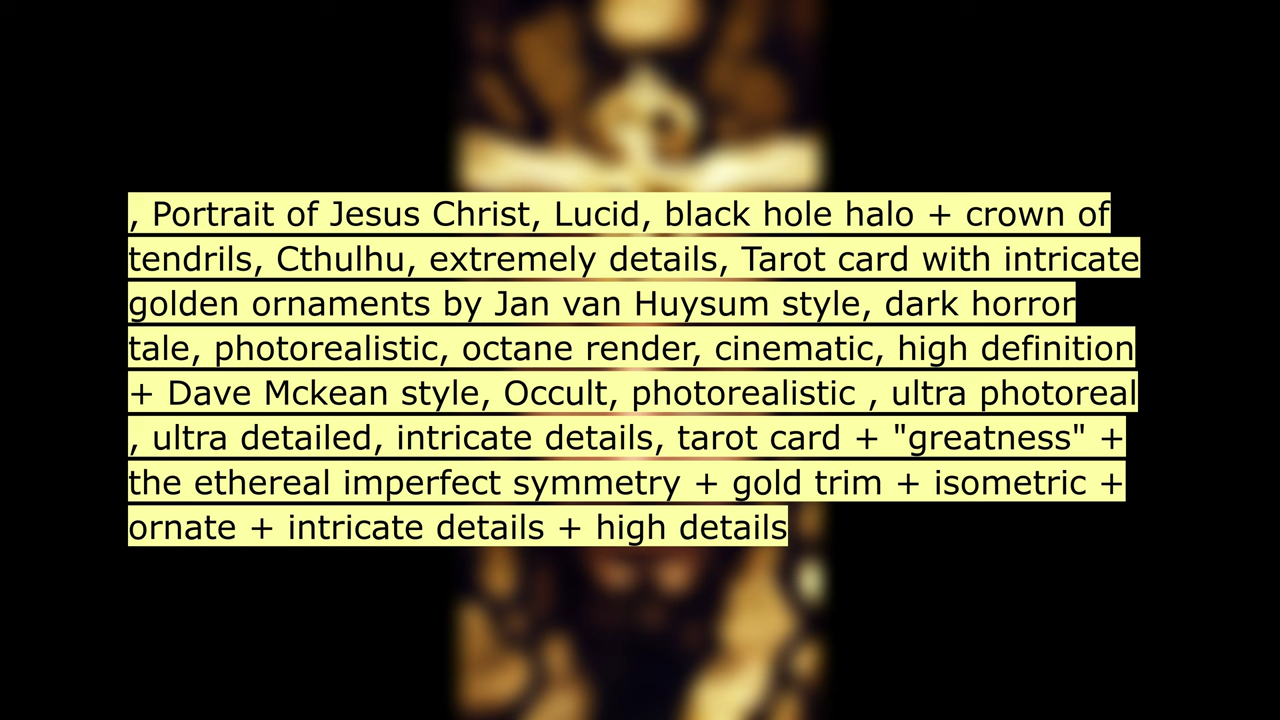 , Portrait of Jesus Christ, Lucid, black hole halo + crown of
tendrils, Cthulhu, extremely details, Tarot card with intricate
golden ornaments by Jan van Huysum style, dark horror
tale, photorealistic, octane render, cinematic, high definition
+ Dave Mckean style, Occult, photorealistic , ultra photoreal
, ultra detailed, intricate details, tarot card + "greatness" +
the ethereal imperfect symmetry + gold trim + isometric +
ornate + intricate details + high details